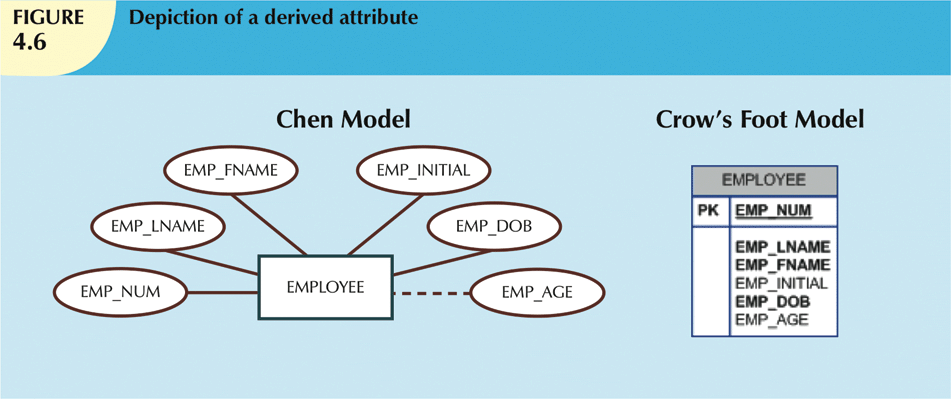 FIGURE
4.6
Depiction of a derived attribute
Chen Model
Crow’s Foot Model
EMP_FNAME
EMP_INITIAL
EMP_LNAME
EMP_DOB
EMP_NUM
EMPLOYEE
EMP_AGE
EMPLOYEE
PK EMP_NUM
EMP_LNAME
EMP_FNAME
EMP_INITIAL
EMP_DOB
EMP_AGE